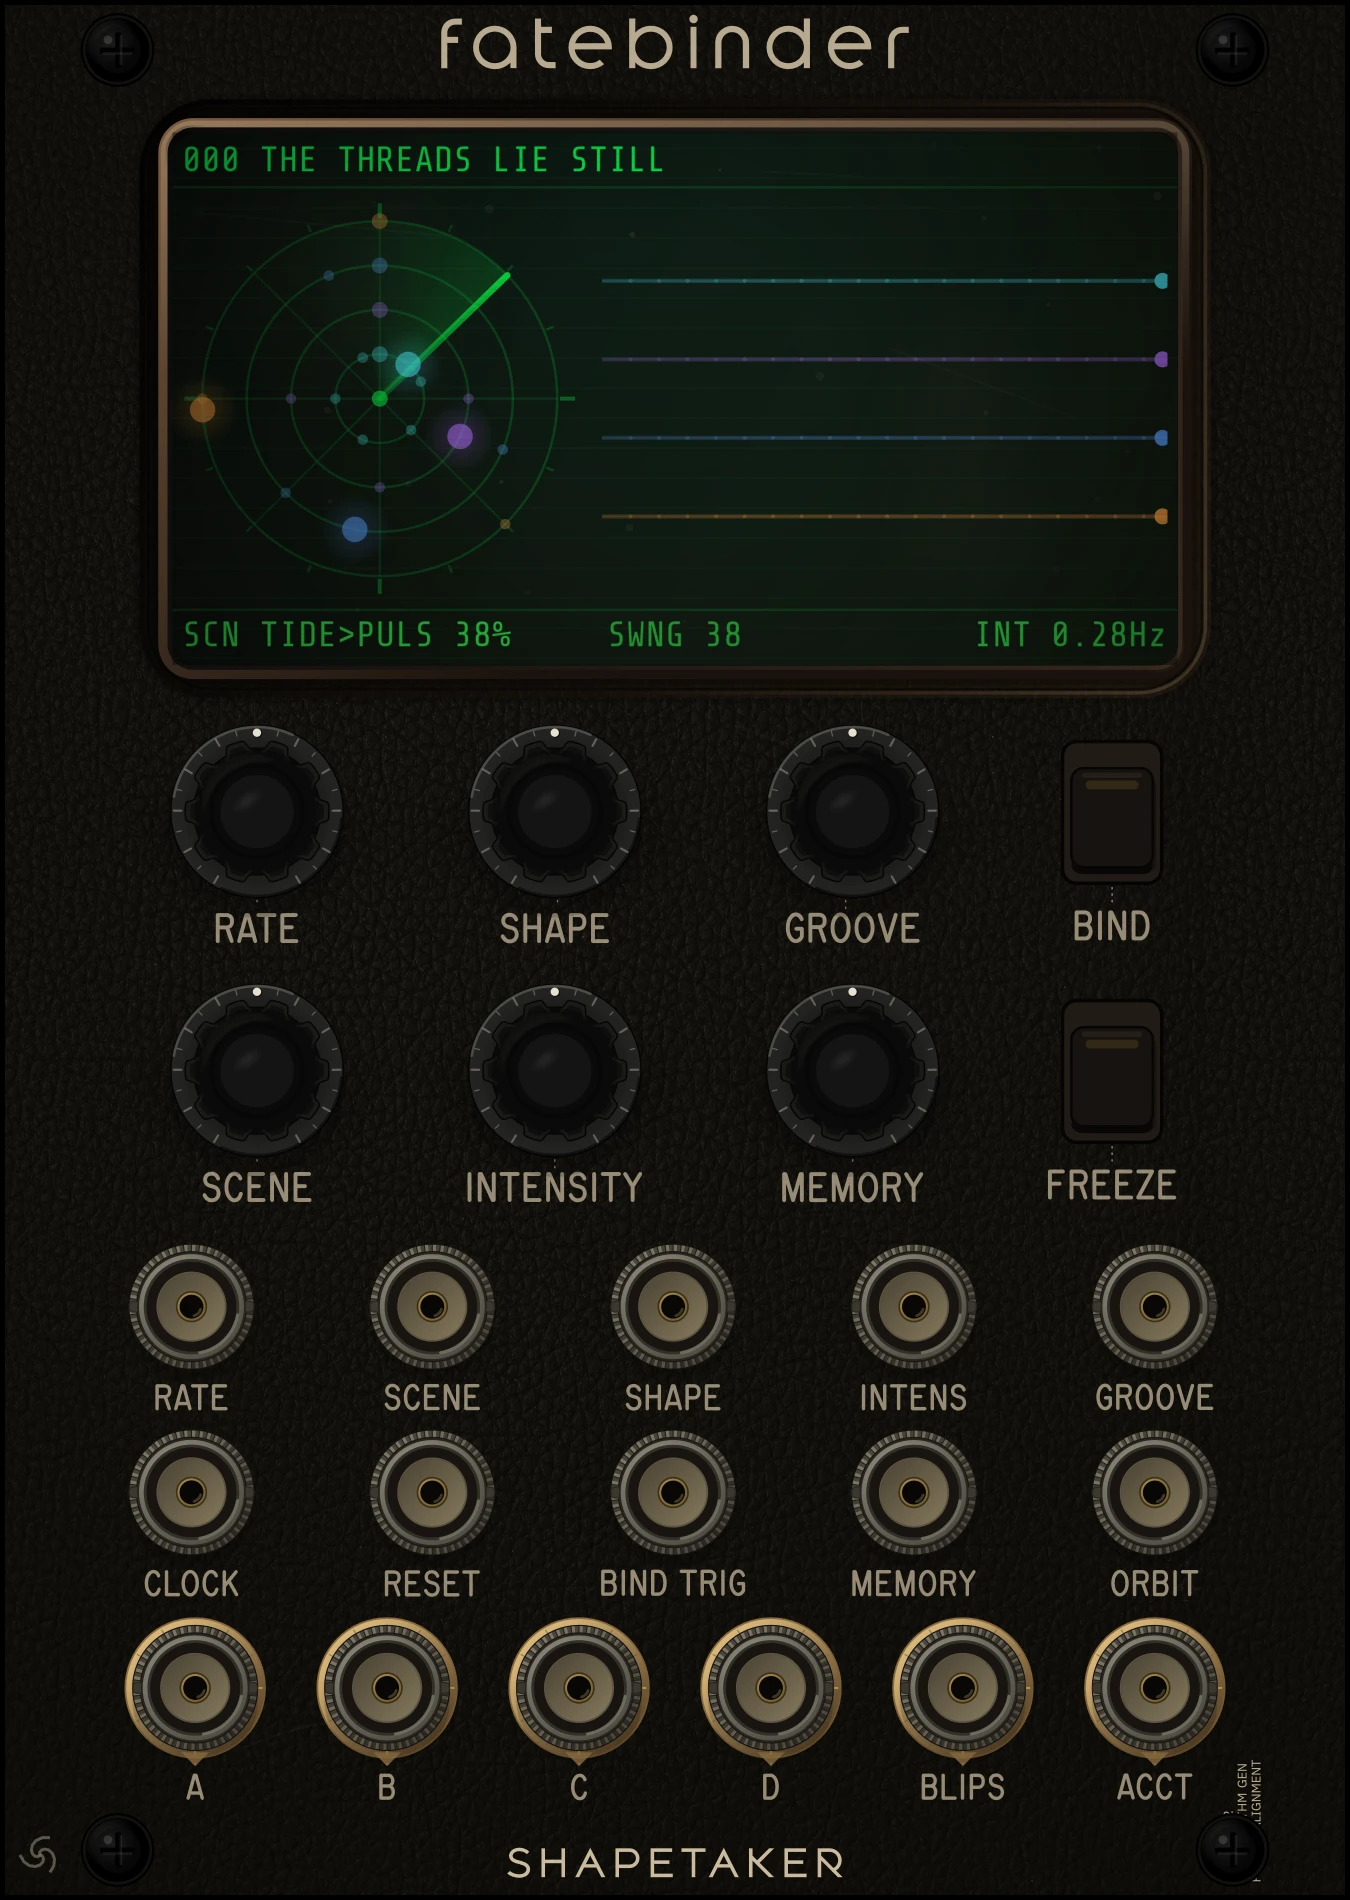 fatebinder
000 THE THREADS LIE STILL
SCN TIDE>PULS 38% SWNG 38 INT 0.28Hz
RATE SHAPE GROOVE BIND
SCENE INTENSITY MEMORY FREEZE
RATE SCENE SHAPE INTENS GROOVE
CLOCK RESET BIND TRIG MEMORY ORBIT
A B C D BLIPS ACCT
GEN
SHAPETAKER